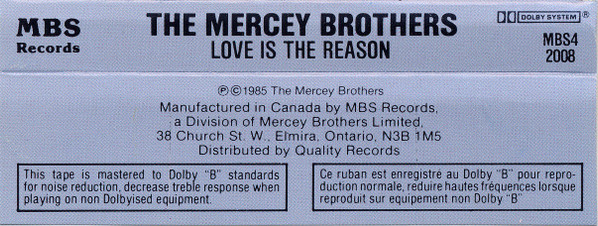 MBS
Records
THE MERCEY BROTHERS
LOVE IS THE REASON
DOLBY SYSTEM ®
MBS4
2008
℗©1985 The Mercey Brothers
Manufactured in Canada by MBS Records,
a Division of Mercey Brothers Limited,
38 Church St. W., Elmira, Ontario, N3B 1M5
Distributed by Quality Records
This tape is mastered to Dolby "B" standards
for noise reduction, decrease treble response when
playing on non Dolbyised equipment.
Ce ruban est enregistré au Dolby "B" pour repro-
duction normale, reduire hautes fréquences lorsque
reproduit sur equipement non Dolby "B"